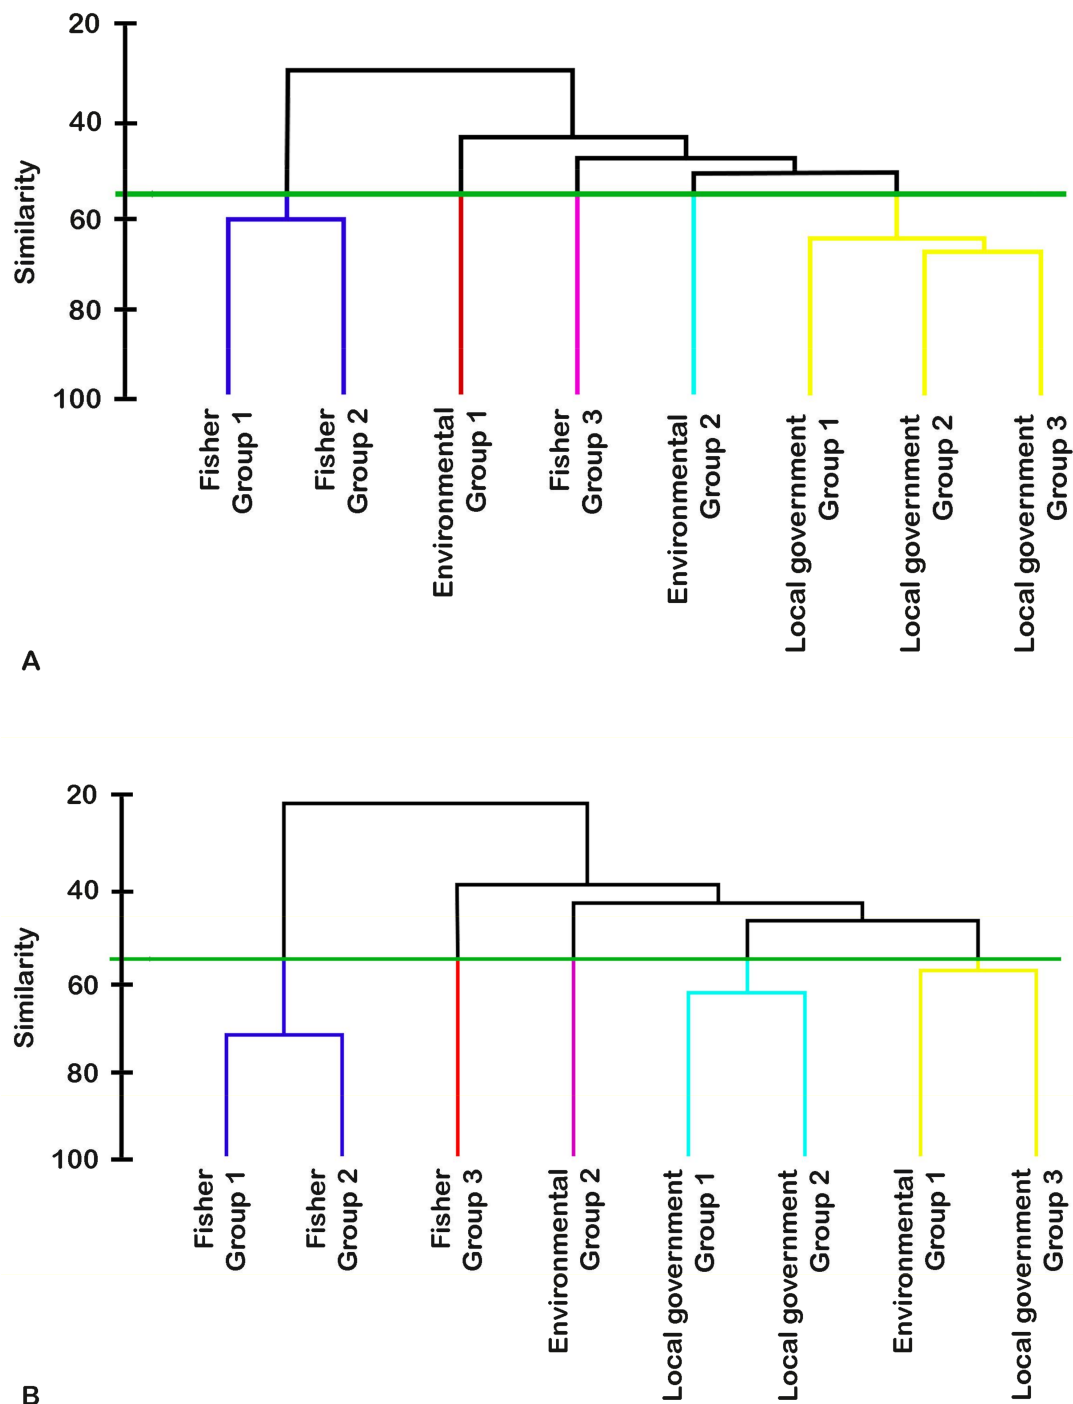 20
40
60
80
100
Similarity
Fisher
Group 1
Fisher
Group 2
Environmental
Group 1
Fisher
Group 3
Environmental
Group 2
Local government
Group 1
Local government
Group 2
Local government
Group 3
A
20
40
60
80
100
Similarity
Fisher
Group 1
Fisher
Group 2
Fisher
Group 3
Environmental
Group 2
Local government
Group 1
Local government
Group 2
Environmental
Group 1
Local government
Group 3
B